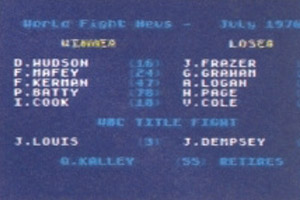 World Fight News - July 1976
WINNER LOSER
D.HUDSON (16) J.FRAZER
F.MAFEY (24) G.GRAHAM
F.KERMAN (47) A.LOGAN
P.BATTY (78) W.PAGE
I.COOK (18) V.COLE
WBC TITLE FIGHT
J.LOUIS (3) J.DEMPSEY
Q.KALLEY (55) RETIRES